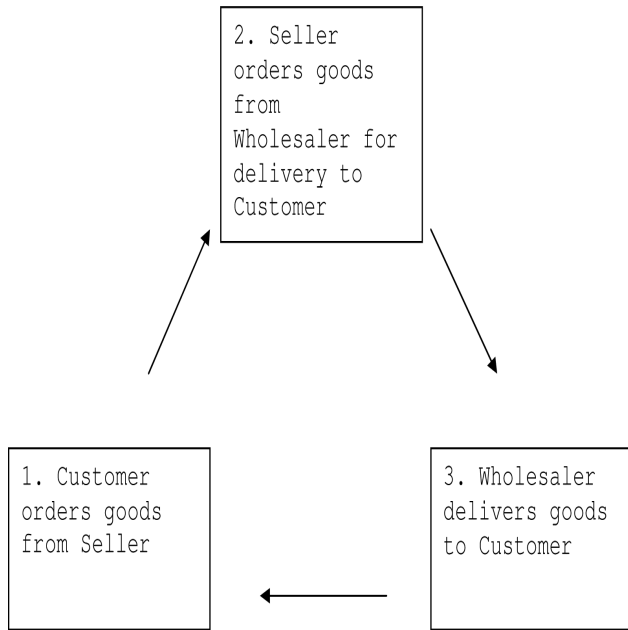 2. Seller
orders goods
from
Wholesaler for
delivery to
Customer
1. Customer
orders goods
from Seller
3. Wholesaler
delivers goods
to Customer